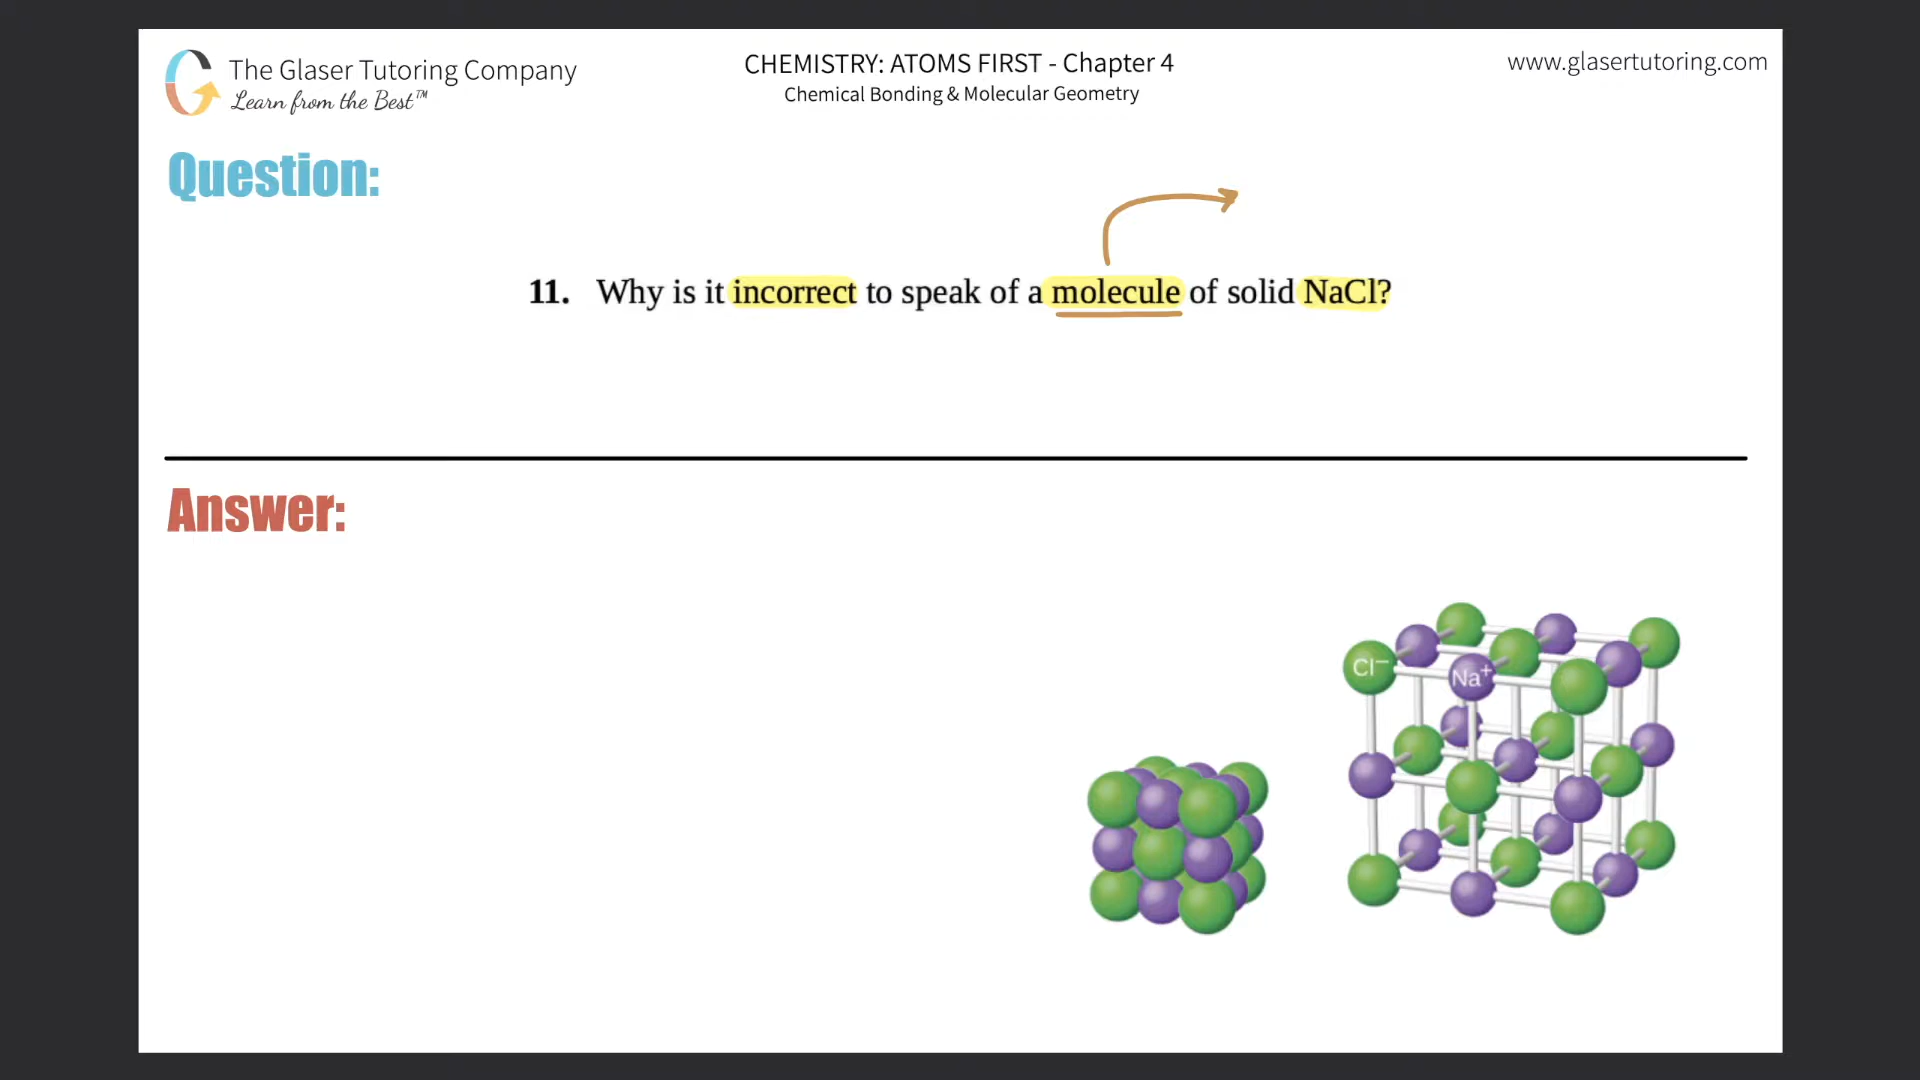 The Glaser Tutoring Company
Learn from the Best™
CHEMISTRY: ATOMS FIRST - Chapter 4
Chemical Bonding & Molecular Geometry
www.glasertutoring.com
Question:
11. Why is it incorrect to speak of a molecule of solid NaCl?
Answer:
Cl⁻
Na⁺